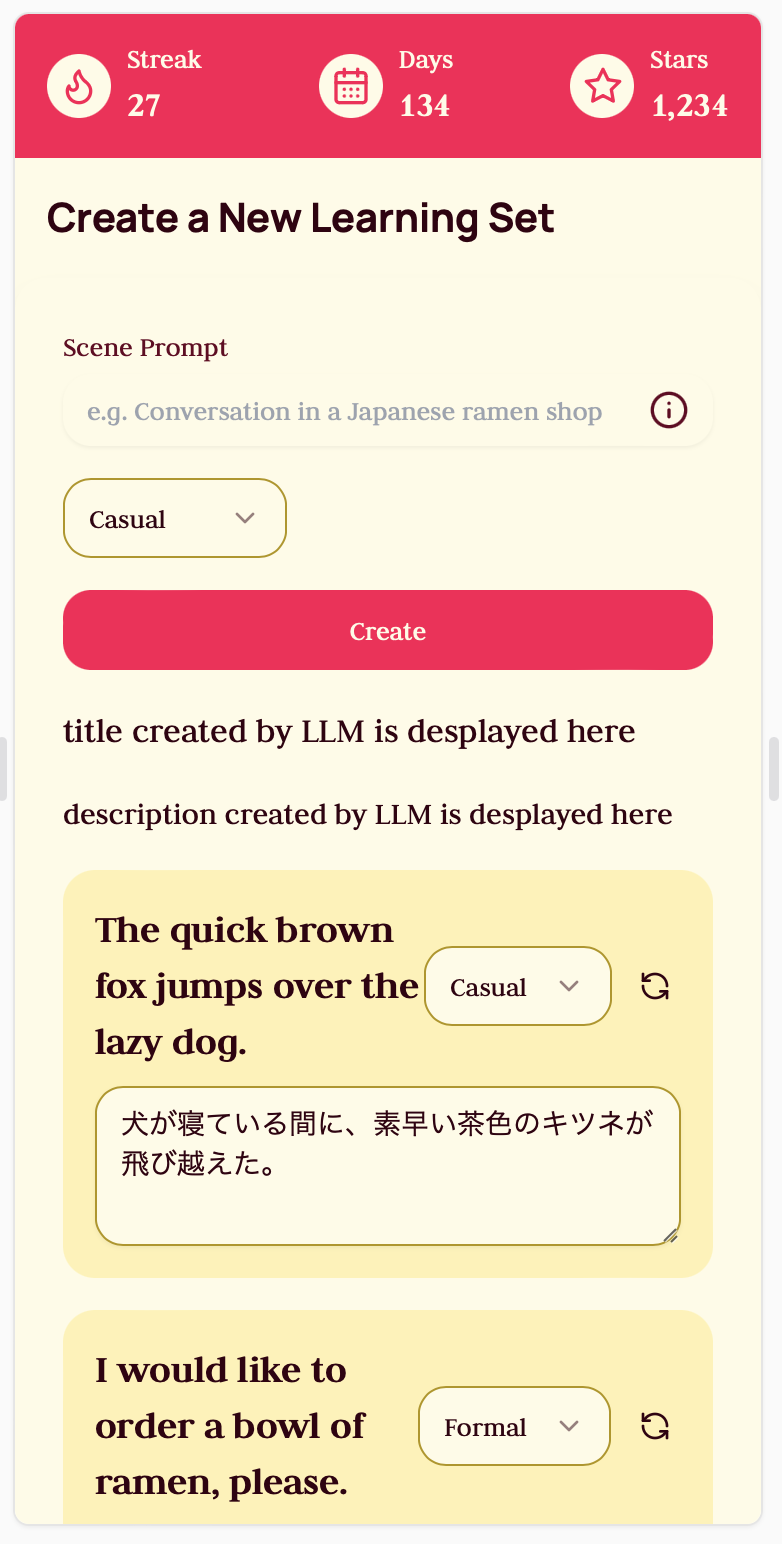 Streak
27
Days
134
Stars
1,234
Create a New Learning Set
Scene Prompt
e.g. Conversation in a Japanese ramen shop
Casual
Create
title created by LLM is desplayed here
description created by LLM is desplayed here
The quick brown
fox jumps over the
lazy dog.
Casual
犬が寝ている間に、素早い茶色のキツネが
飛び越えた。
I would like to
order a bowl of
ramen, please.
Formal